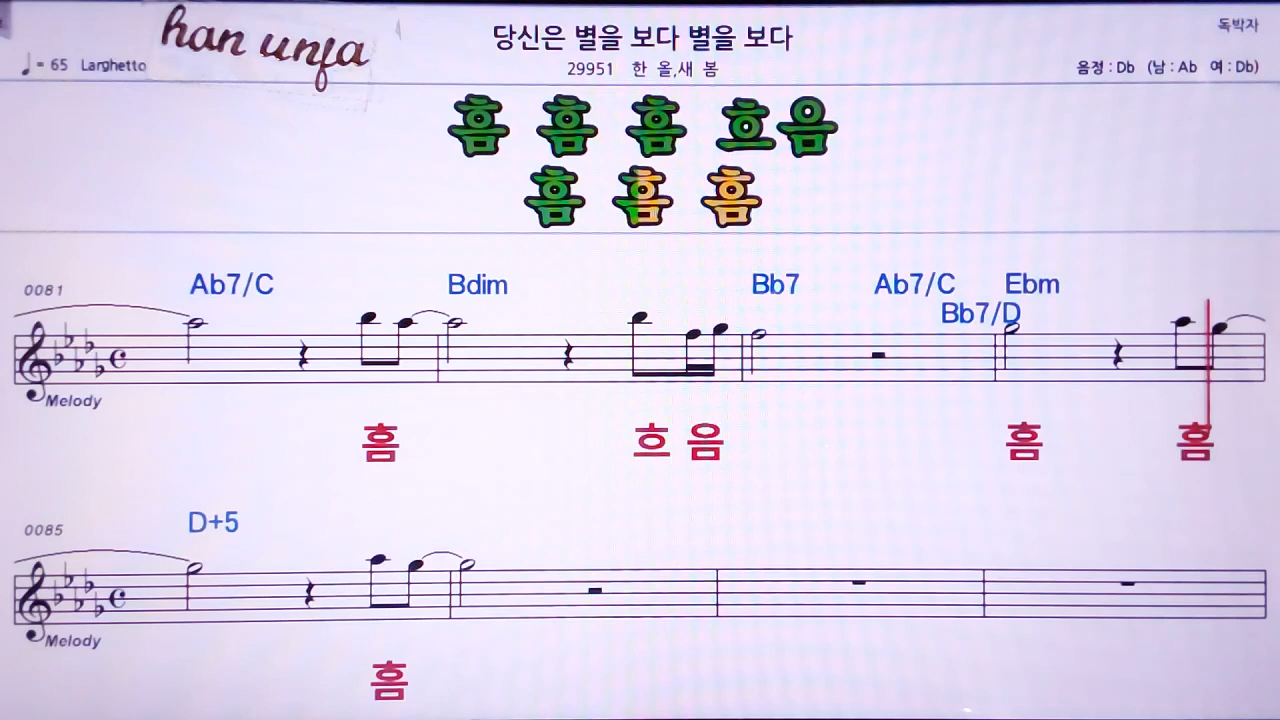 han unfa
당신은 별을 보다 별을 보다
독박자
♩= 65 Larghetto
29951 한 올,새 봄
음정 : Db (남 : Ab 여 : Db)
흠 흠 흠 흐음
흠 흠 흠
0081 Ab7/C Bdim Bb7 Ab7/C Ebm
Bb7/D
Melody
흠 흐 음 흠 흠
0085 D+5
Melody
흠